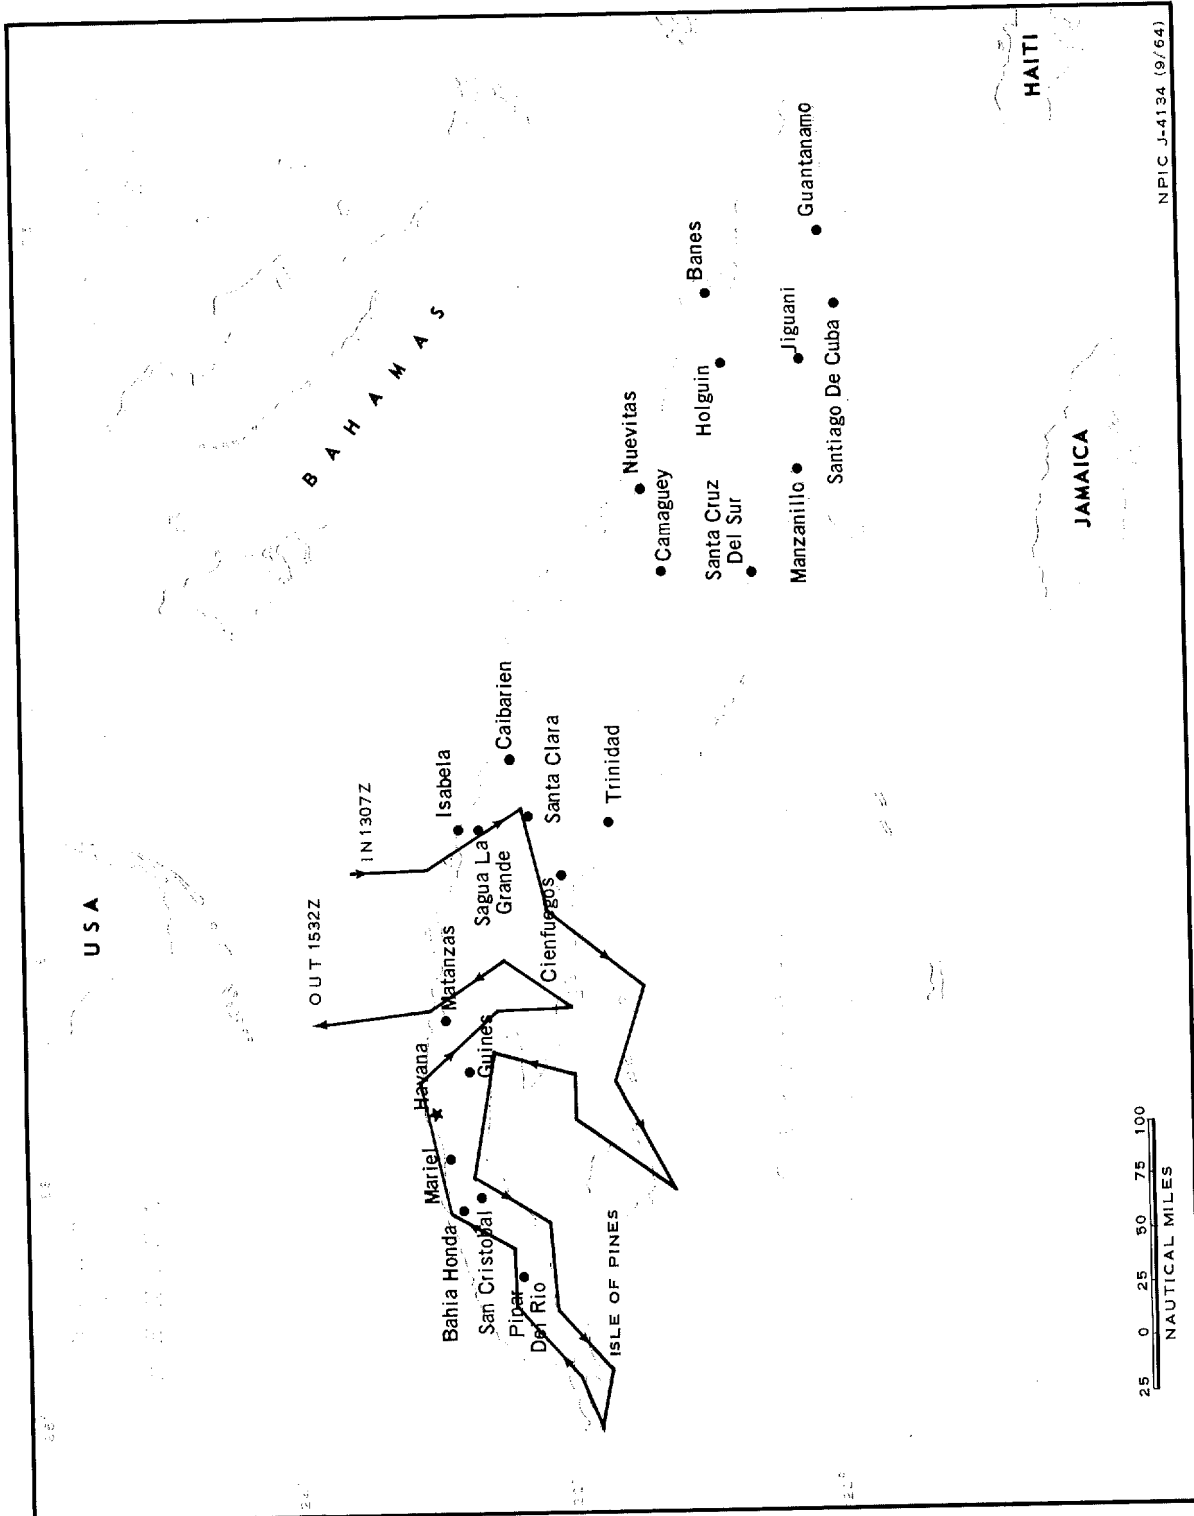 USA
OUT 1532Z
IN 1307Z
BAHAMAS
Havana
Matanzas
Isabela
Mariel
Guines
Sagua La
Grande
Caibarien
Bahia Honda
San Cristobal
Pinar
Del Rio
Cienfuegos
Santa Clara
Trinidad
ISLE OF PINES
Nuevitas
Camaguey
Santa Cruz
Del Sur
Holguin
Banes
Manzanillo
Jiguani
Guantanamo
Santiago De Cuba
JAMAICA
HAITI
25 0 25 50 75 100
NAUTICAL MILES
NPIC J-4134 (9/64)